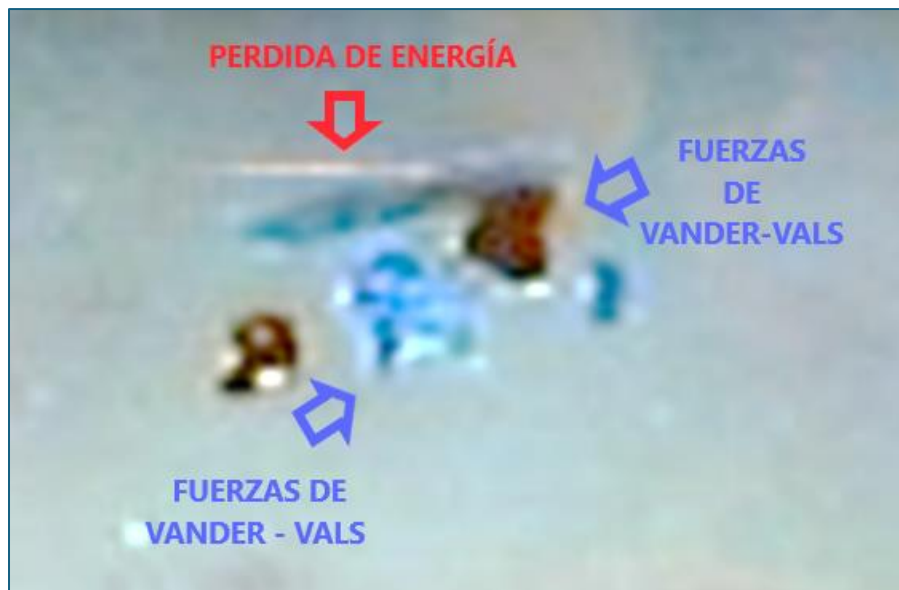 PERDIDA DE ENERGÍA
FUERZAS
DE
VANDER-VALS
FUERZAS DE
VANDER - VALS